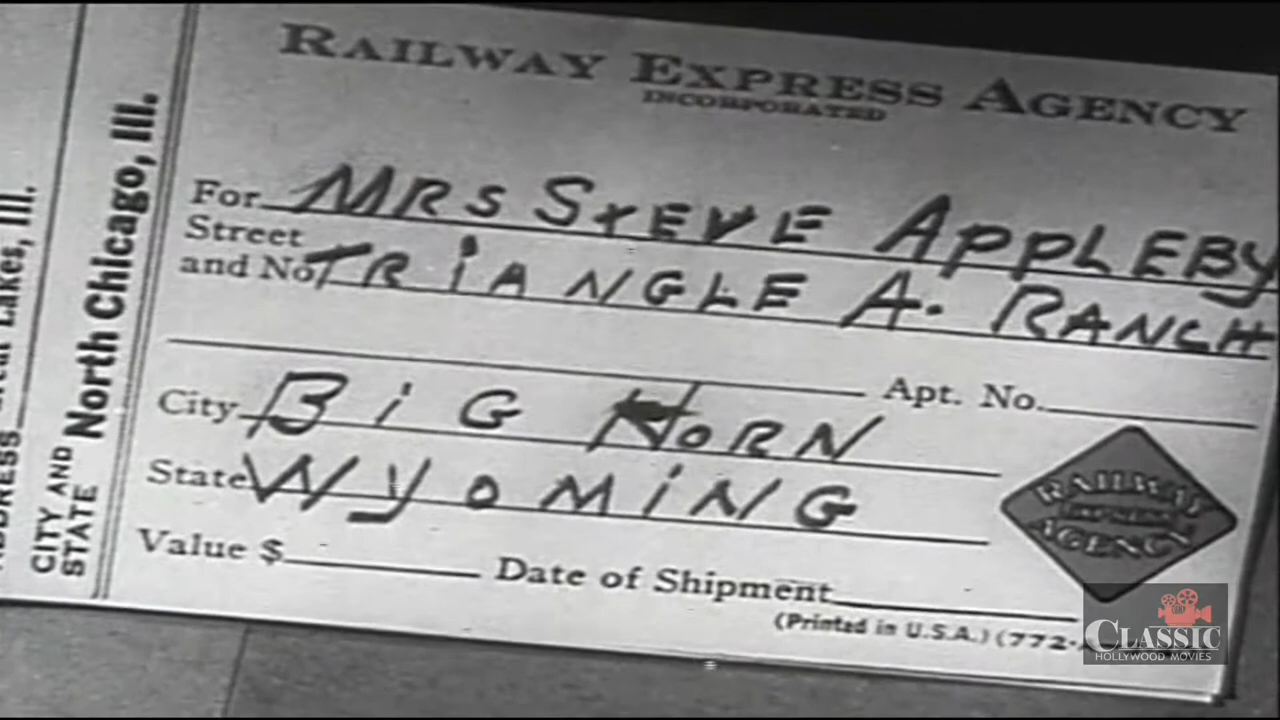 RAILWAY EXPRESS AGENCY
INCORPORATED
For MRS STEVE APPLEBY
Street
and No. TRiANGLE A. RANCH
Apt. No.
City BiG HORN
State WyOMiNG
Value $ Date of Shipment
(Printed in U.S.A.) (772-
RAILWAY
EXPRESS
AGENCY
North Chicago, Ill.
CITY AND
STATE
Lakes, Ill.
CLASSIC
HOLLYWOOD MOVIES